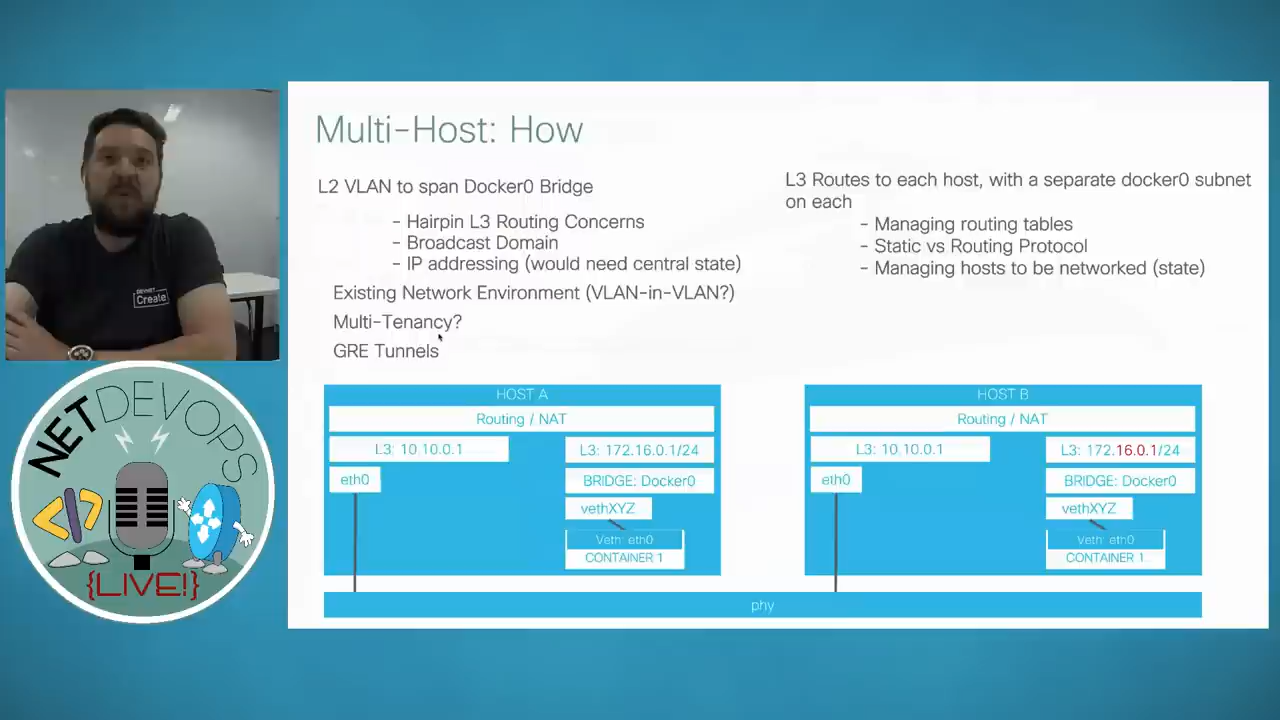 Multi-Host: How
L2 VLAN to span Docker0 Bridge
- Hairpin L3 Routing Concerns
- Broadcast Domain
- IP addressing (would need central state)
Existing Network Environment (VLAN-in-VLAN?)
Multi-Tenancy?
GRE Tunnels
L3 Routes to each host, with a separate docker0 subnet
on each
- Managing routing tables
- Static vs Routing Protocol
- Managing hosts to be networked (state)
HOST A
Routing / NAT
L3: 10.10.0.1
L3: 172.16.0.1/24
eth0
BRIDGE: Docker0
vethXYZ
Veth: eth0
CONTAINER 1
HOST B
Routing / NAT
L3: 10.10.0.1
L3: 172.16.0.1/24
eth0
BRIDGE: Docker0
vethXYZ
Veth: eth0
CONTAINER 1
phy
DEVNET
Create
NETDEVOPS
{LIVE!}